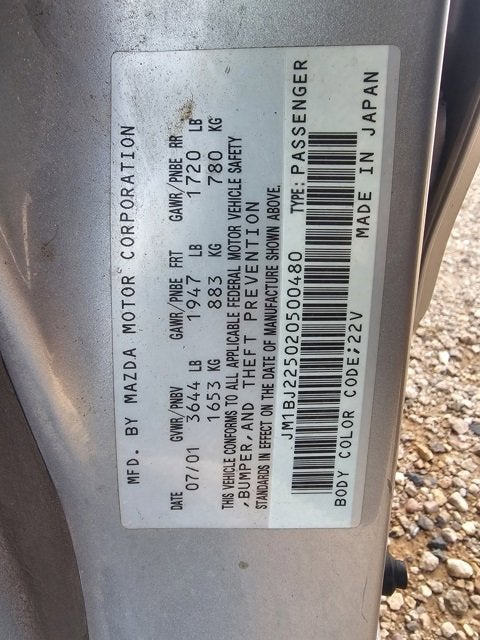 MFD. BY MAZDA MOTOR CORPORATION
DATE GVWR/PNBV GAWR/PNBE FRT GAWR/PNBE RR
07/01 3644 LB 1947 LB 1720 LB
1653 KG 883 KG 780 KG
THIS VEHICLE CONFORMS TO ALL APPLICABLE FEDERAL MOTOR VEHICLE SAFETY
,BUMPER, AND THEFT PREVENTION
STANDARDS IN EFFECT ON THE DATE OF MANUFACTURE SHOWN ABOVE.
JM1BJ225020500480 TYPE: PASSENGER
BODY COLOR CODE;22V MADE IN JAPAN